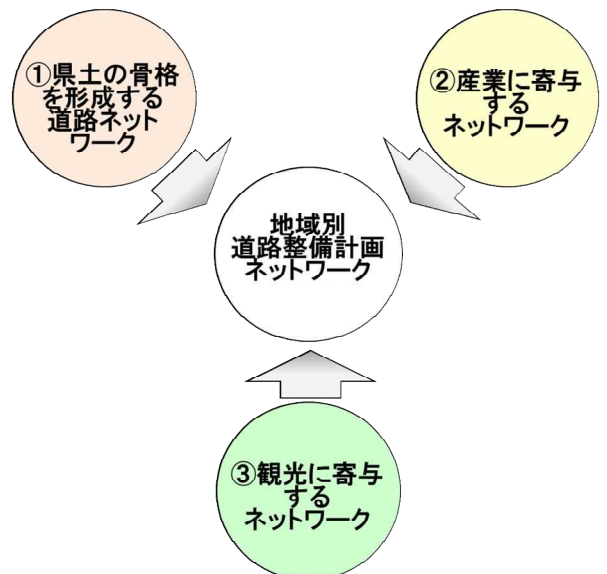 ①県土の骨格
を形成する
道路ネット
ワーク
②産業に寄与
する
ネットワーク
地域別
道路整備計画
ネットワーク
③観光に寄与
する
ネットワーク